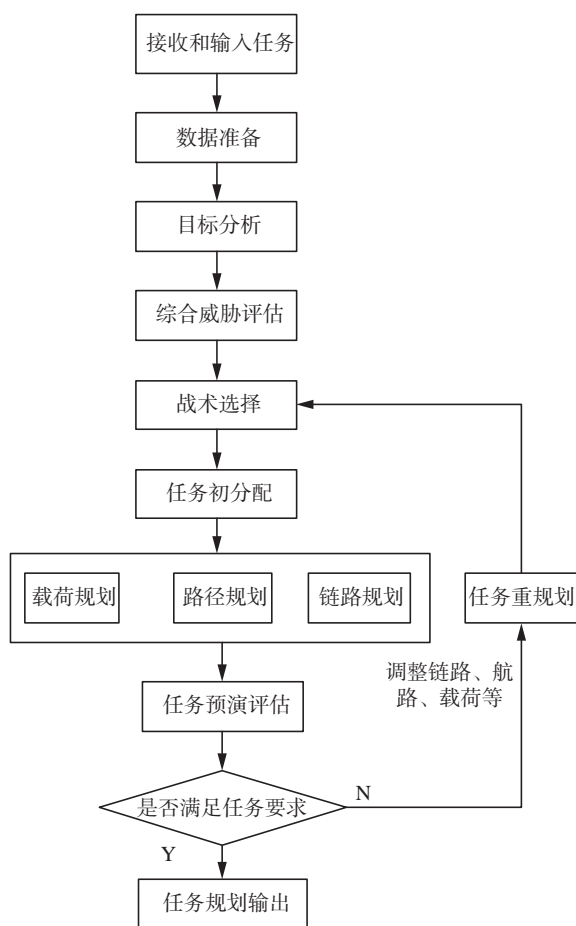 接收和输入任务
数据准备
目标分析
综合威胁评估
战术选择
任务初分配
载荷规划 路径规划 链路规划 任务重规划
调整链路、航
路、载荷等
任务预演评估
是否满足任务要求 N
Y
任务规划输出